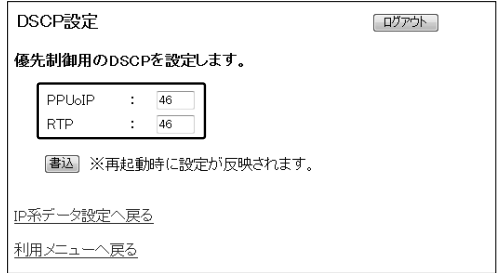 DSCP設定
ログアウト
優先制御用のDSCPを設定します。
PPUoIP : 46
RTP : 46
書込 ※再起動時に設定が反映されます。
IP系データ設定へ戻る
利用メニューへ戻る